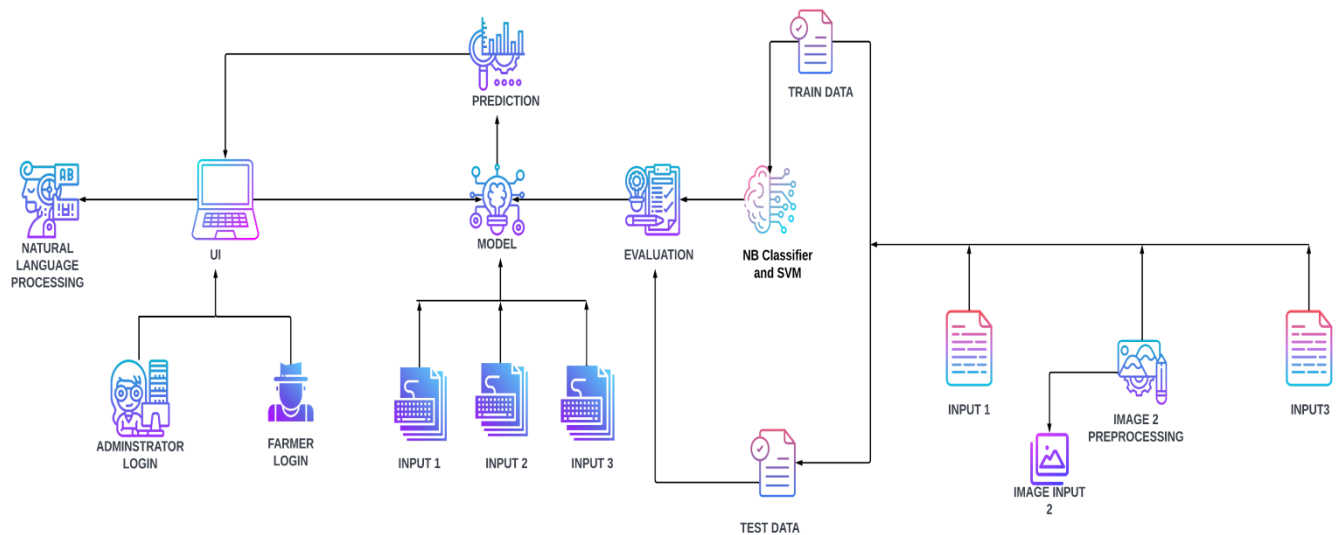 PREDICTION
TRAIN DATA
NATURAL
LANGUAGE
PROCESSING
AB
UI
MODEL
EVALUATION
NB Classifier
and SVM
ADMINSTRATOR
LOGIN
FARMER
LOGIN
INPUT 1
INPUT 2
INPUT 3
TEST DATA
INPUT 1
IMAGE 2
PREPROCESSING
INPUT3
IMAGE INPUT
2